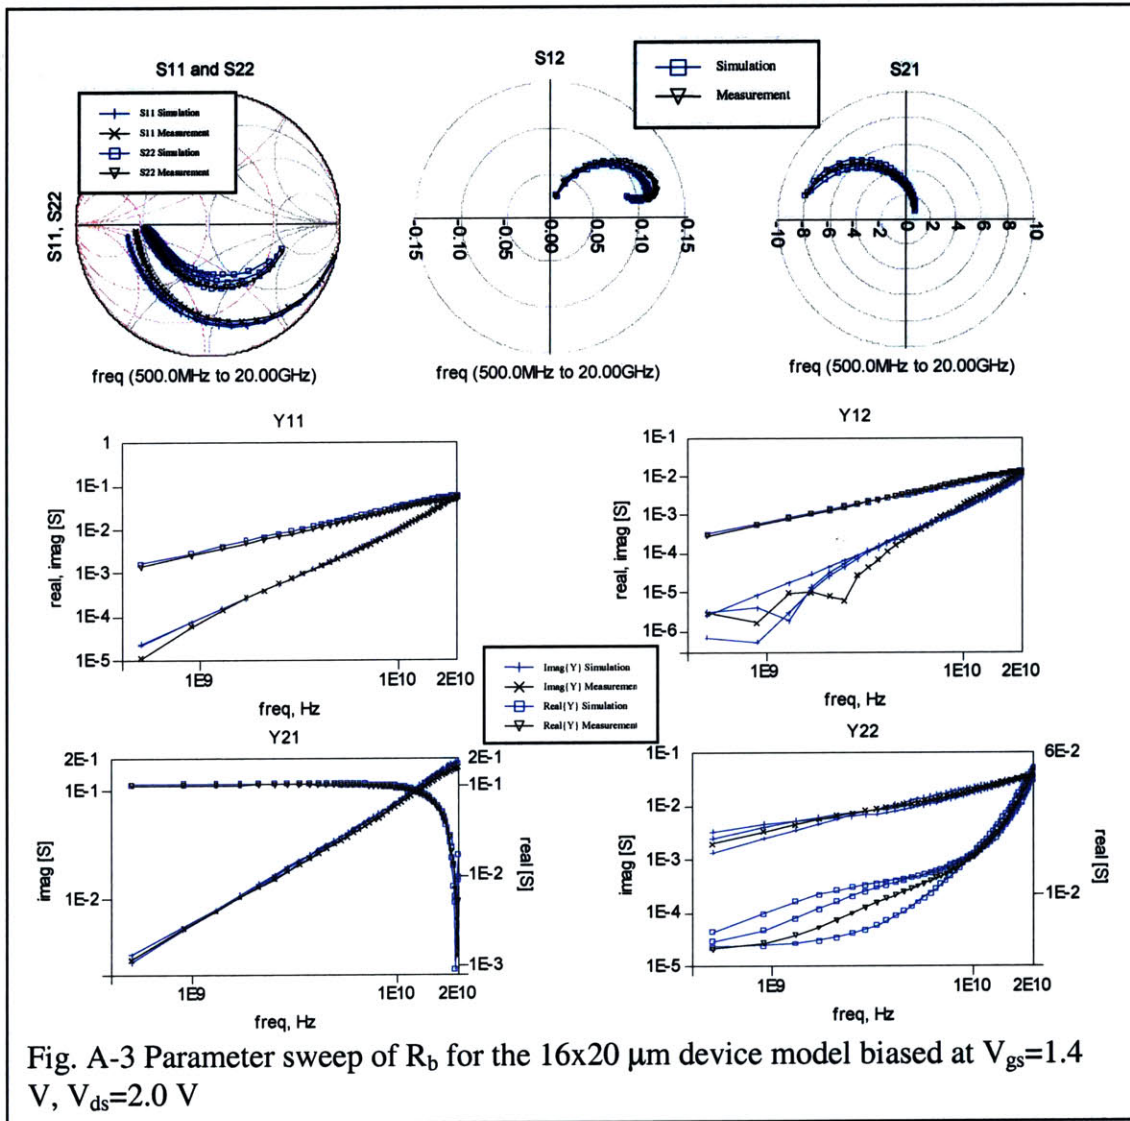 S11 and S22
S11 Simulation
S11 Measurement
S22 Simulation
S22 Measurement
S11, S22
freq (500.0MHz to 20.00GHz)
S12
-0.15
-0.10
-0.05
0.00
0.05
0.10
0.15
freq (500.0MHz to 20.00GHz)
Simulation
Measurement
S21
-10
-8
-6
-4
-2
0
2
4
6
8
10
freq (500.0MHz to 20.00GHz)
Y11
1
1E-1
1E-2
1E-3
1E-4
1E-5
real, imag [S]
1E9
1E10
2E10
freq, Hz
Y12
1E-1
1E-2
1E-3
1E-4
1E-5
1E-6
real, imag [S]
1E9
1E10
2E10
freq, Hz
Imag(Y) Simulation
Imag(Y) Measuremen
Real(Y) Simulation
Real(Y) Measurement
Y21
2E-1
1E-1
1E-2
imag [S]
2E-1
1E-1
1E-2
1E-3
real [S]
1E9
1E10
2E10
freq, Hz
Y22
1E-1
1E-2
1E-3
1E-4
1E-5
imag [S]
6E-2
1E-2
real [S]
1E9
1E10
2E10
freq, Hz
Fig. A-3 Parameter sweep of Rb for the 16x20 μm device model biased at Vgs=1.4
V, Vds=2.0 V